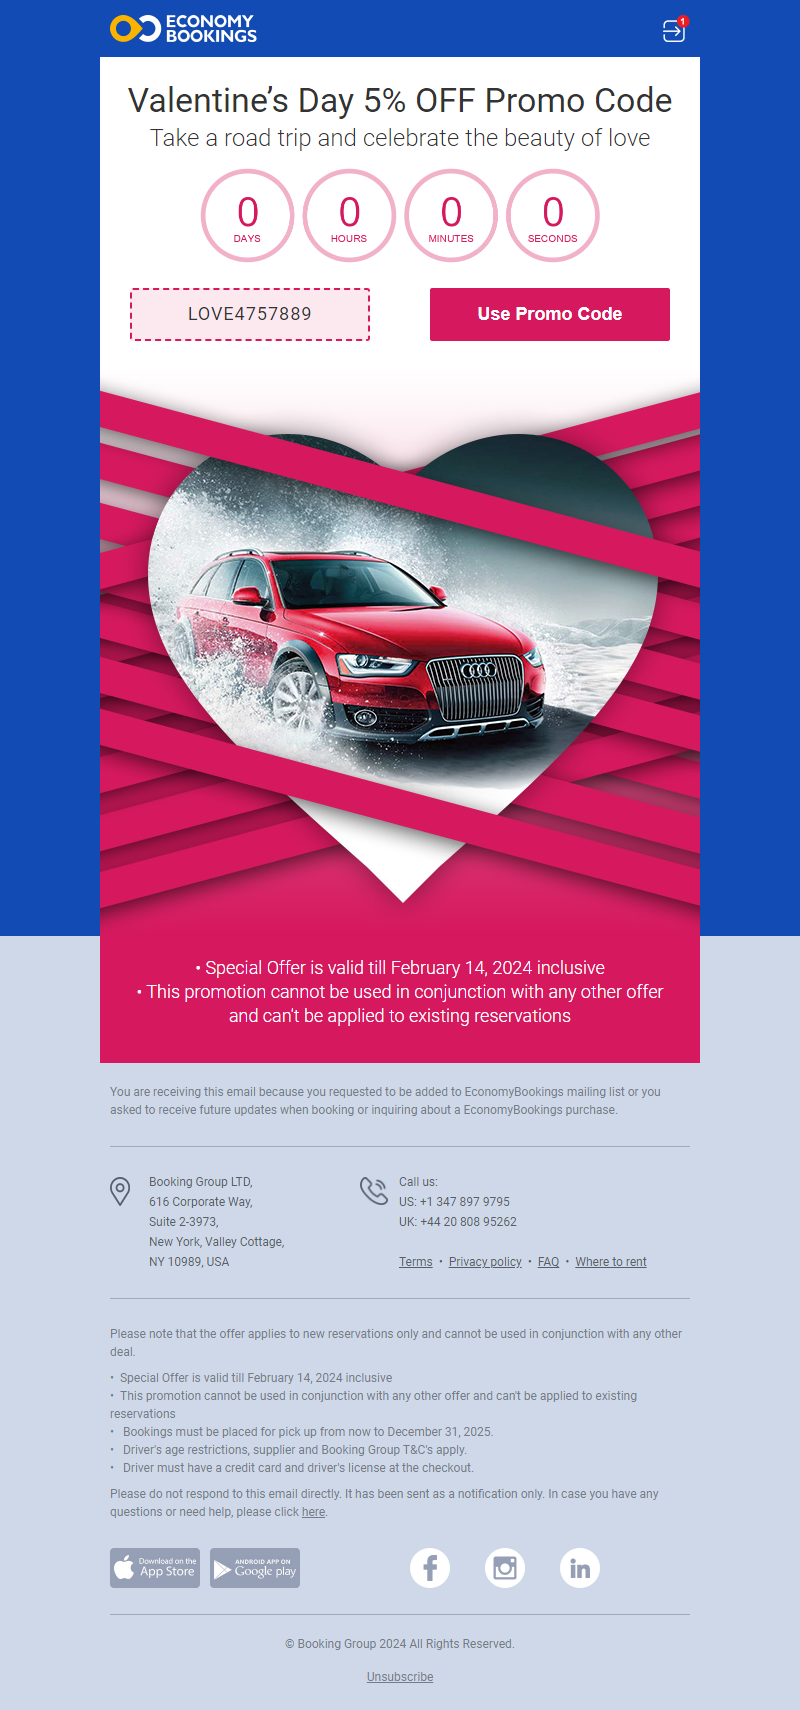 ECONOMY
BOOKINGS
1
Valentine’s Day 5% OFF Promo Code
Take a road trip and celebrate the beauty of love
0 0 0 0
DAYS HOURS MINUTES SECONDS
LOVE4757889
Use Promo Code
• Special Offer is valid till February 14, 2024 inclusive
• This promotion cannot be used in conjunction with any other offer
and can’t be applied to existing reservations
You are receiving this email because you requested to be added to EconomyBookings mailing list or you
asked to receive future updates when booking or inquiring about a EconomyBookings purchase.
Booking Group LTD,
616 Corporate Way,
Suite 2-3973,
New York, Valley Cottage,
NY 10989, USA
Call us:
US: +1 347 897 9795
UK: +44 20 808 95262
Terms • Privacy policy • FAQ • Where to rent
Please note that the offer applies to new reservations only and cannot be used in conjunction with any other
deal.
• Special Offer is valid till February 14, 2024 inclusive
• This promotion cannot be used in conjunction with any other offer and can't be applied to existing
reservations
• Bookings must be placed for pick up from now to December 31, 2025.
• Driver's age restrictions, supplier and Booking Group T&C's apply.
• Driver must have a credit card and driver's license at the checkout.
Please do not respond to this email directly. It has been sent as a notification only. In case you have any
questions or need help, please click here.
Download on the
App Store
ANDROID APP ON
Google play
f
in
© Booking Group 2024 All Rights Reserved.
Unsubscribe